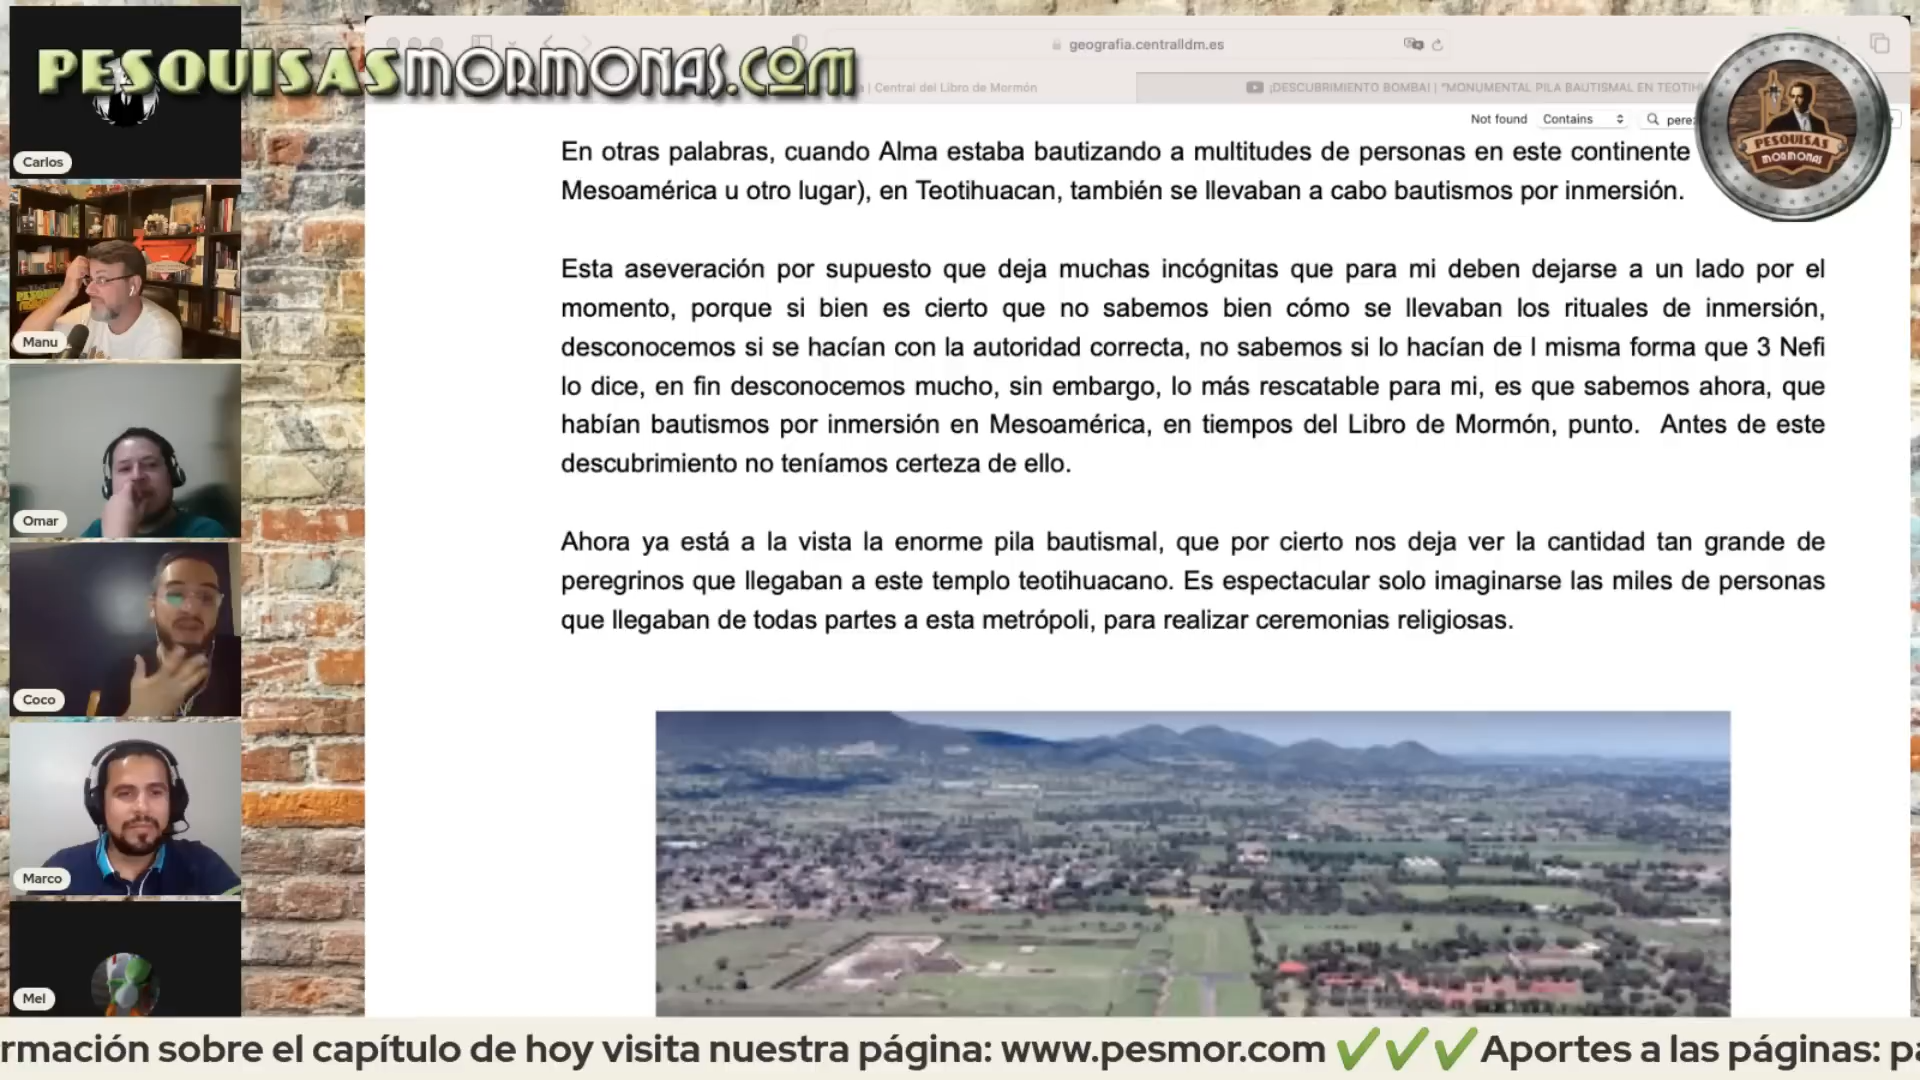 PESQUISASMORMONAS.COM
geografia.centralldm.es
| Central del Libro de Mormón
¡DESCUBRIMIENTO BOMBA! | "MONUMENTAL PILA BAUTISMAL EN TEOTIH
Not found
Contains
pere
PESQUISAS
MORMONAS
En otras palabras, cuando Alma estaba bautizando a multitudes de personas en este continente
Mesoamérica u otro lugar), en Teotihuacan, también se llevaban a cabo bautismos por inmersión.
Esta aseveración por supuesto que deja muchas incógnitas que para mi deben dejarse a un lado por el
momento, porque si bien es cierto que no sabemos bien cómo se llevaban los rituales de inmersión,
desconocemos si se hacían con la autoridad correcta, no sabemos si lo hacían de l misma forma que 3 Nefi
lo dice, en fin desconocemos mucho, sin embargo, lo más rescatable para mi, es que sabemos ahora, que
habían bautismos por inmersión en Mesoamérica, en tiempos del Libro de Mormón, punto. Antes de este
descubrimiento no teníamos certeza de ello.
Ahora ya está a la vista la enorme pila bautismal, que por cierto nos deja ver la cantidad tan grande de
peregrinos que llegaban a este templo teotihuacano. Es espectacular solo imaginarse las miles de personas
que llegaban de todas partes a esta metrópoli, para realizar ceremonias religiosas.
Carlos
Manu
Omar
Coco
Marco
Mel
rmación sobre el capítulo de hoy visita nuestra página: www.pesmor.com ✓✓✓ Aportes a las páginas: pa